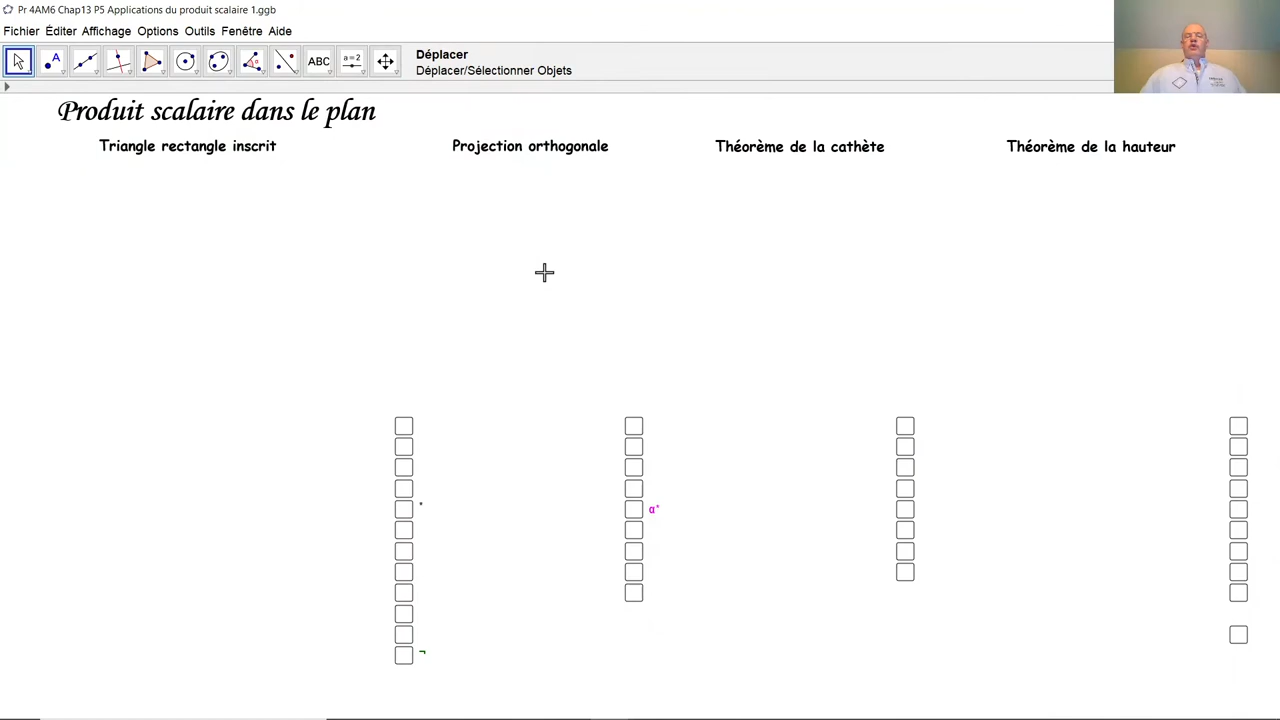 Pr 4AM6 Chap13 P5 Applications du produit scalaire 1.ggb
Fichier Éditer Affichage Options Outils Fenêtre Aide
A
ABC
a=2
Déplacer
Déplacer/Sélectionner Objets
Produit scalaire dans le plan
Triangle rectangle inscrit Projection orthogonale Théorème de la cathète Théorème de la hauteur
α